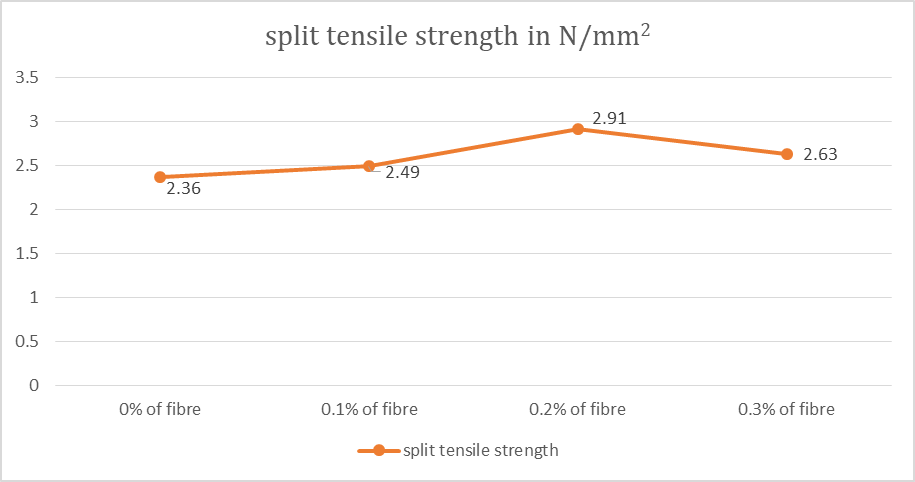 split tensile strength in N/mm²
3.5
3
2.5
2
1.5
1
0.5
0
2.36
2.49
2.91
2.63
0% of fibre
0.1% of fibre
0.2% of fibre
0.3% of fibre
split tensile strength